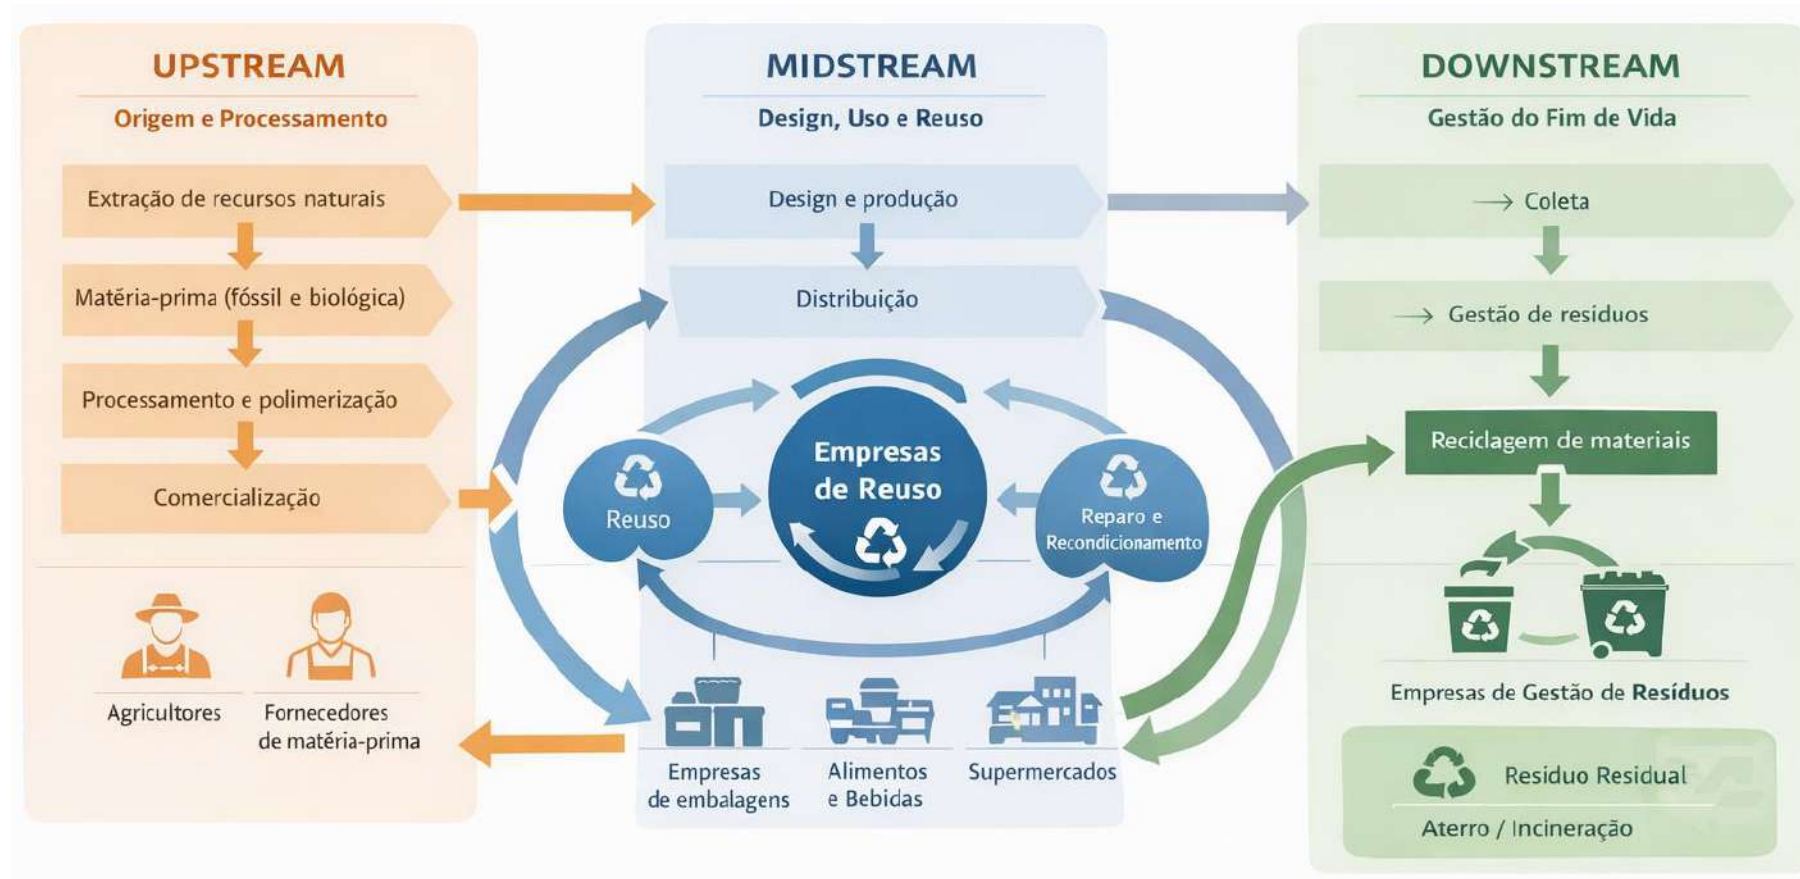 UPSTREAM
Origem e Processamento
Extração de recursos naturais
Matéria-prima (fóssil e biológica)
Processamento e polimerização
Comercialização
Agricultores
Fornecedores
de matéria-prima
MIDSTREAM
Design, Uso e Reuso
Design e produção
Distribuição
Empresas
de Reuso
Reuso
Reparo e
Recondicionamento
Empresas
de embalagens
Alimentos
e Bebidas
Supermercados
DOWNSTREAM
Gestão do Fim de Vida
→ Coleta
→ Gestão de resíduos
Reciclagem de materiais
Empresas de Gestão de Resíduos
Resíduo Residual
Aterro / Incineração